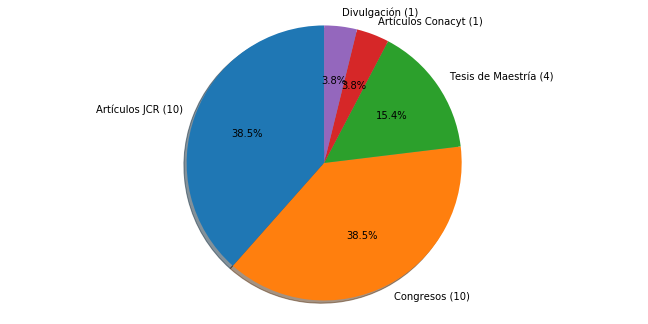 Divulgación (1)
Artículos Conacyt (1)
Tesis de Maestría (4)
Artículos JCR (10)
Congresos (10)
3.8%
3.8%
15.4%
38.5%
38.5%